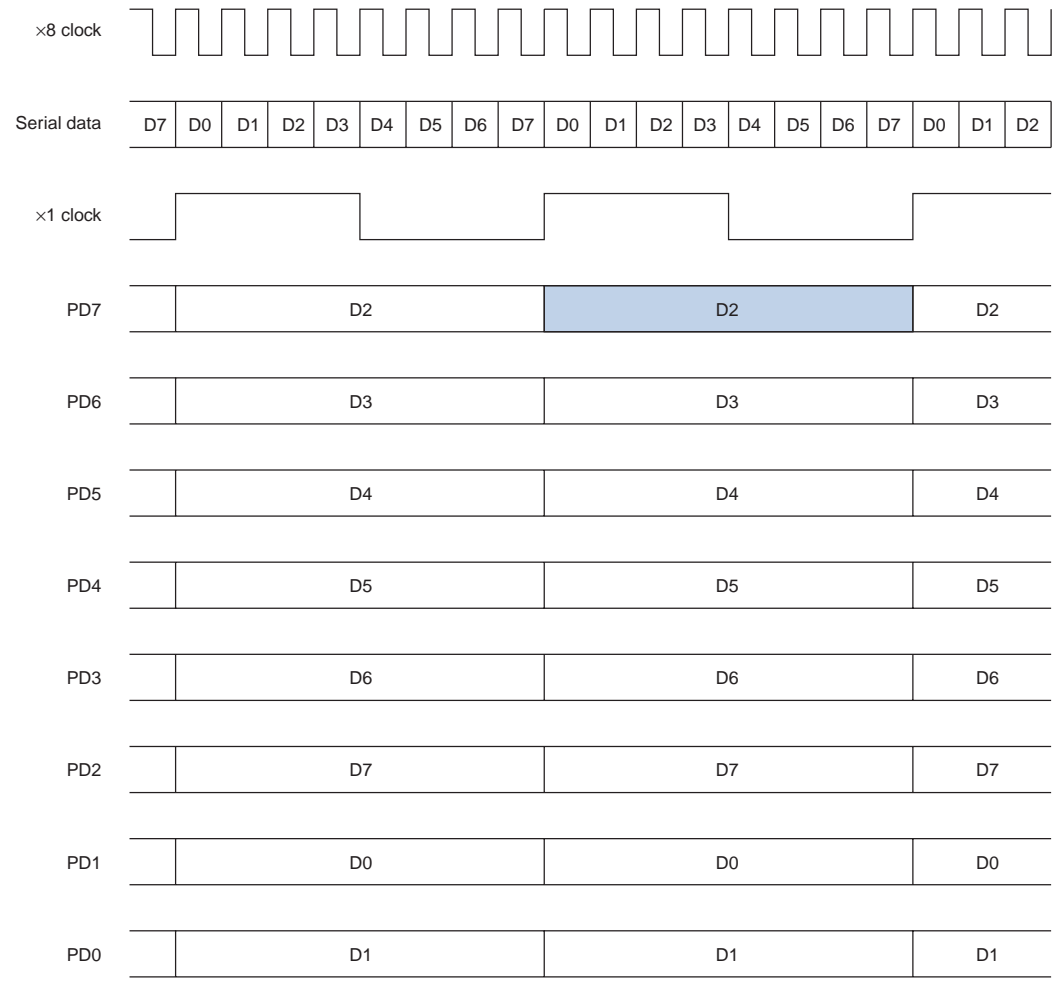 ×8 clock
Serial data D7 D0 D1 D2 D3 D4 D5 D6 D7 D0 D1 D2 D3 D4 D5 D6 D7 D0 D1 D2
×1 clock
PD7 D2 D2 D2
PD6 D3 D3 D3
PD5 D4 D4 D4
PD4 D5 D5 D5
PD3 D6 D6 D6
PD2 D7 D7 D7
PD1 D0 D0 D0
PD0 D1 D1 D1